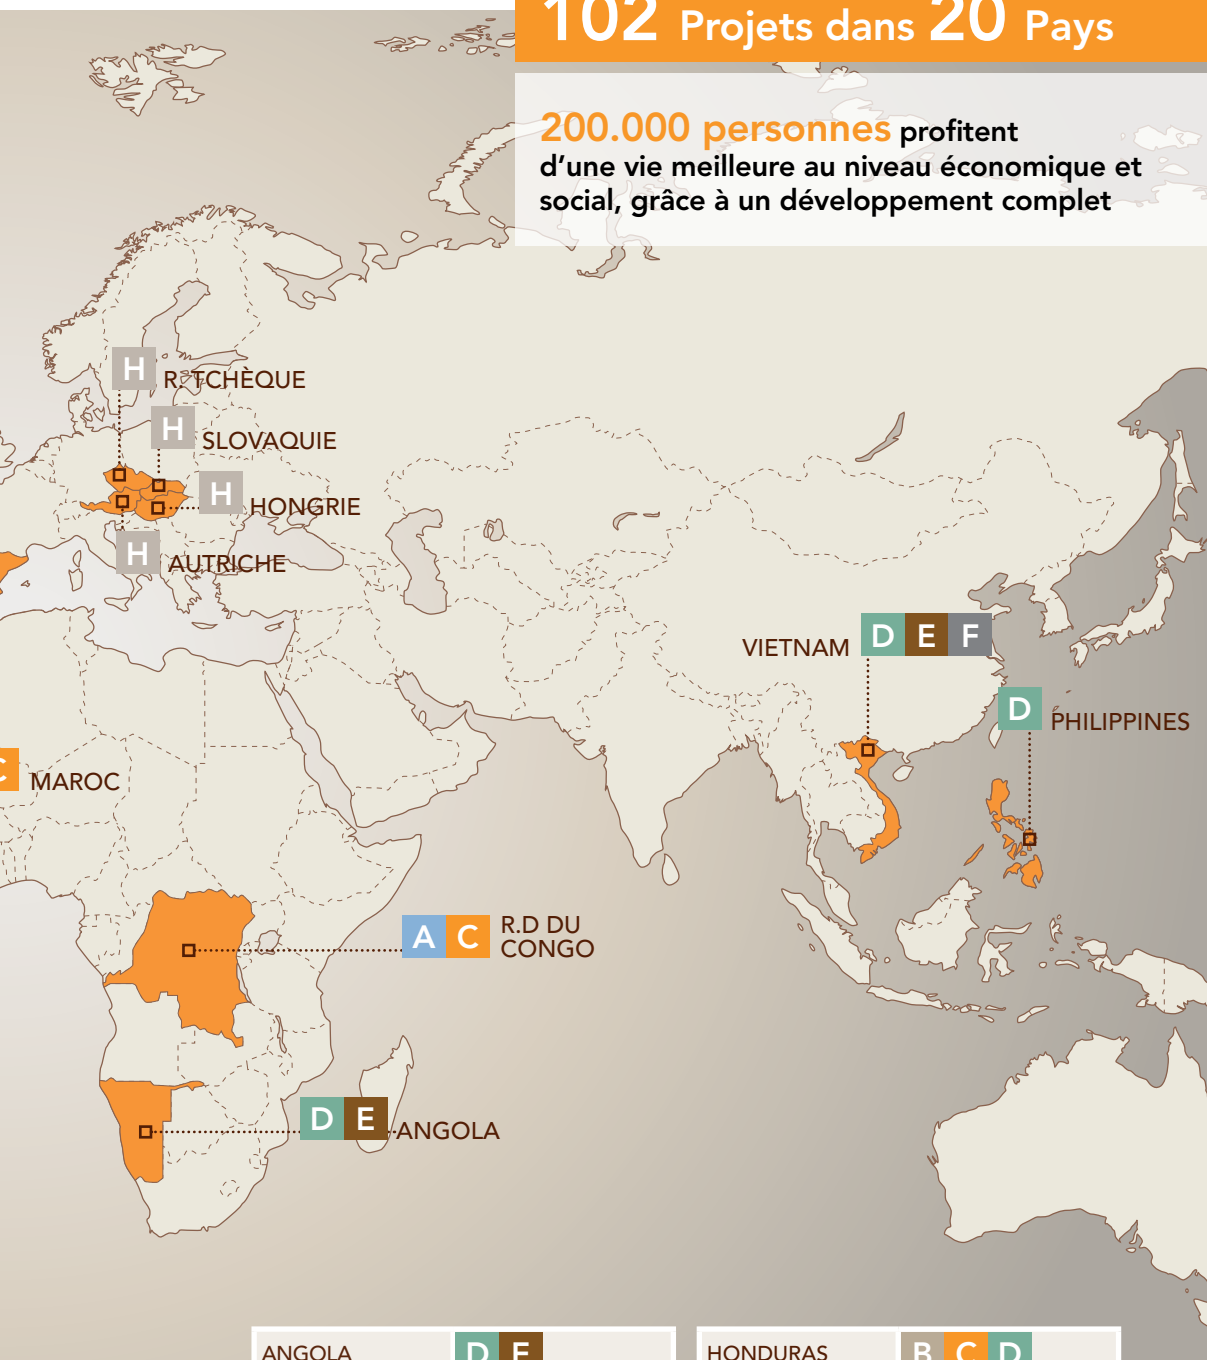 102 Projets dans 20 Pays
200.000 personnes profitent
d'une vie meilleure au niveau économique et
social, grâce à un développement complet
H R. TCHÈQUE
H SLOVAQUIE
H HONGRIE
H AUTRICHE
VIETNAM D E F
D PHILIPPINES
C MAROC
A C R.D DU
CONGO
D E ANGOLA
ANGOLA D E
HONDURAS B C D